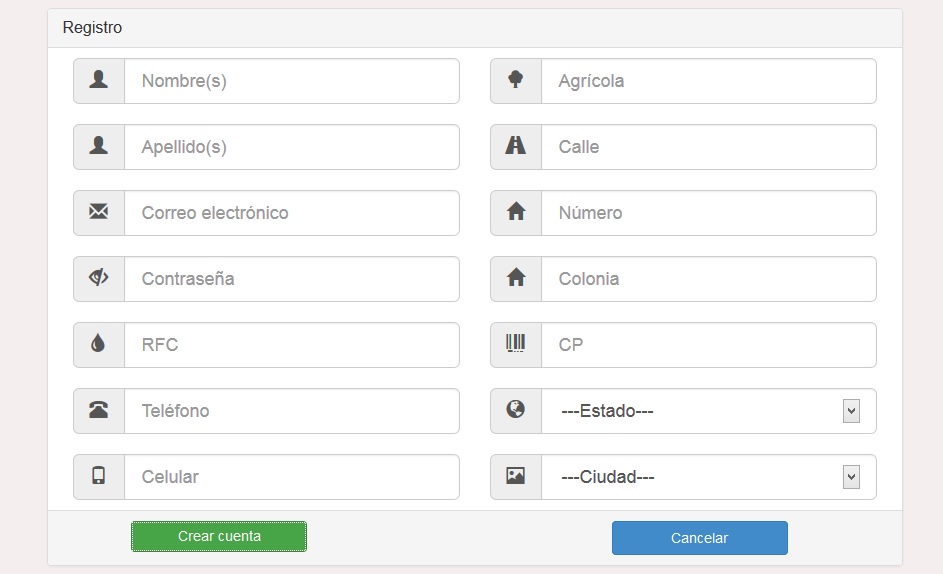 Registro
Nombre(s)
Agrícola
Apellido(s)
Calle
Correo electrónico
Número
Contraseña
Colonia
RFC
CP
Teléfono
---Estado---
Celular
---Ciudad---
Crear cuenta
Cancelar